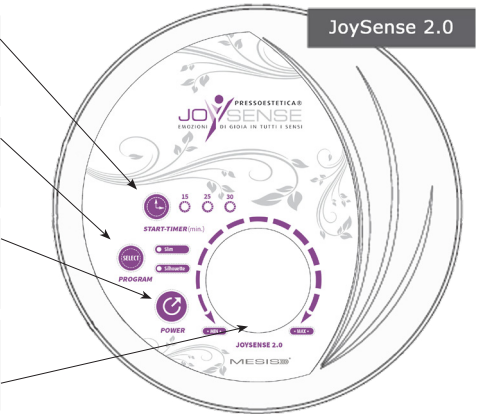 JoySense 2.0
PRESSOESTETICA®
JOYSENSE
EMOZIONI DI GIOIA IN TUTTI I SENSI
15 25 30
START-TIMER (min.)
SELECT
Slim
Silhouette
PROGRAM
POWER
• MIN •
• MAX •
JOYSENSE 2.0
MESIS